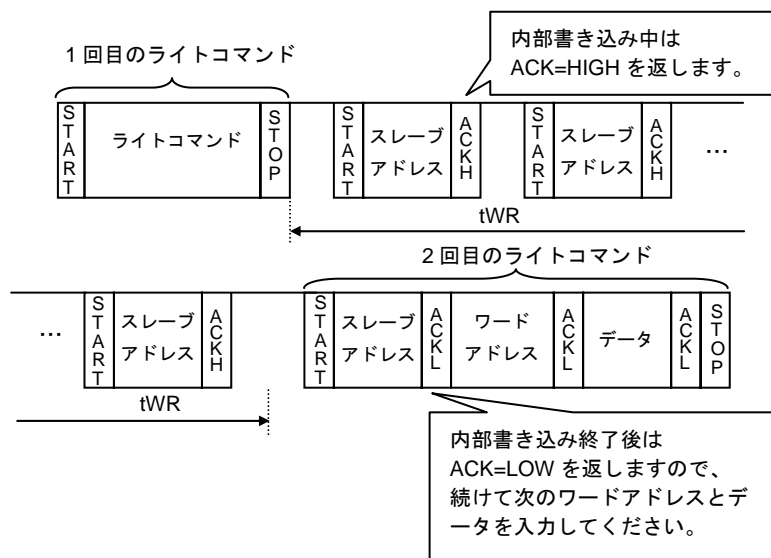 1 回目のライトコマンド
内部書き込み中は
ACK=HIGH を返します。
START
ライトコマンド
STOP
START
スレーブ
アドレス
ACKH
START
スレーブ
アドレス
ACKH
…
tWR
2 回目のライトコマンド
…
START
スレーブ
アドレス
ACKH
START
スレーブ
アドレス
ACKL
ワード
アドレス
ACKL
データ
ACKL
STOP
tWR
内部書き込み終了後は
ACK=LOW を返しますので、
続けて次のワードアドレスとデ
ータを入力してください。